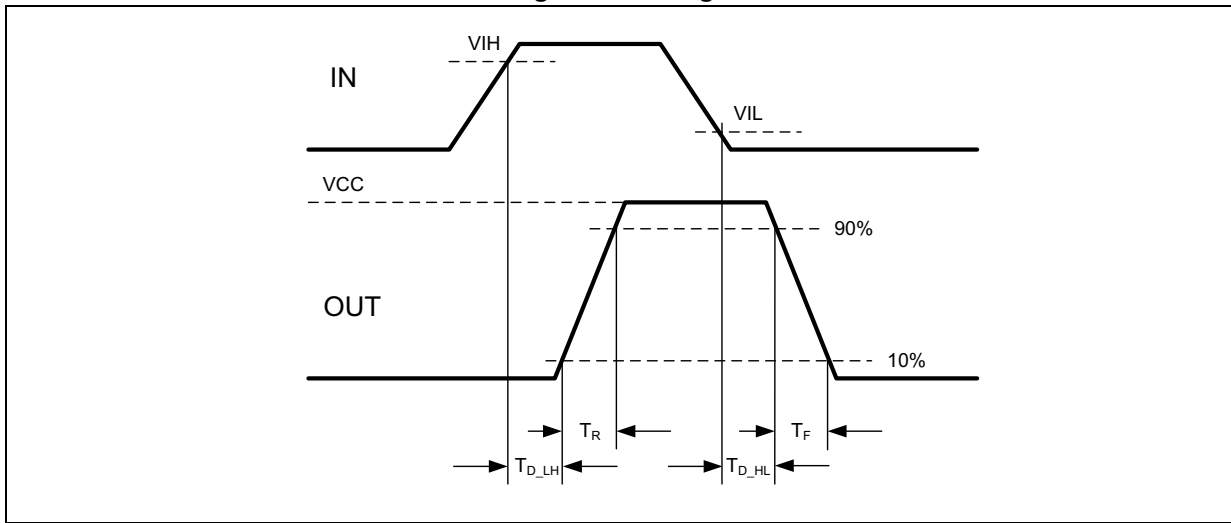 VIH
IN
VIL
VCC
90%
OUT
10%
TR
TF
TD_LH
TD_HL